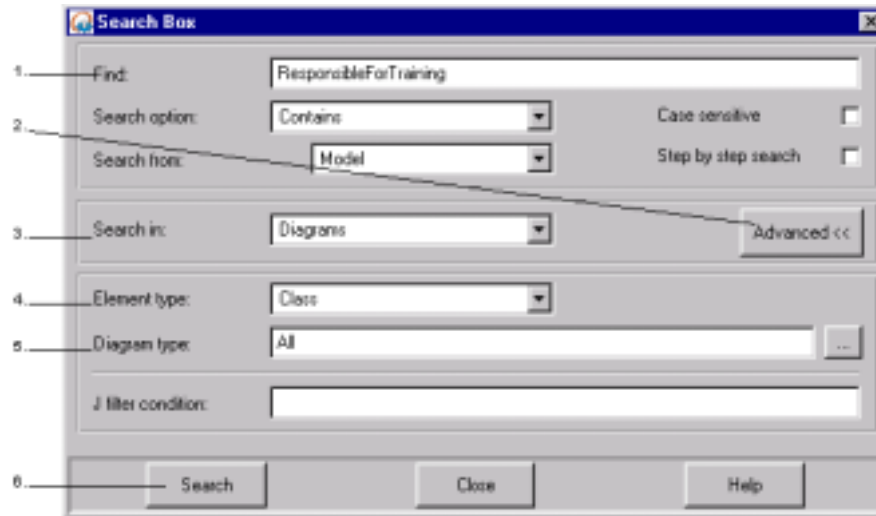 Search Box
1. Find: ResponsibleForTraining
2. Search option: Contains Case sensitive
Search from: Model Step by step search
3. Search in: Diagrams Advanced <<
4. Element type: Class
5. Diagram type: All ...
J filter condition:
6. Search Close Help